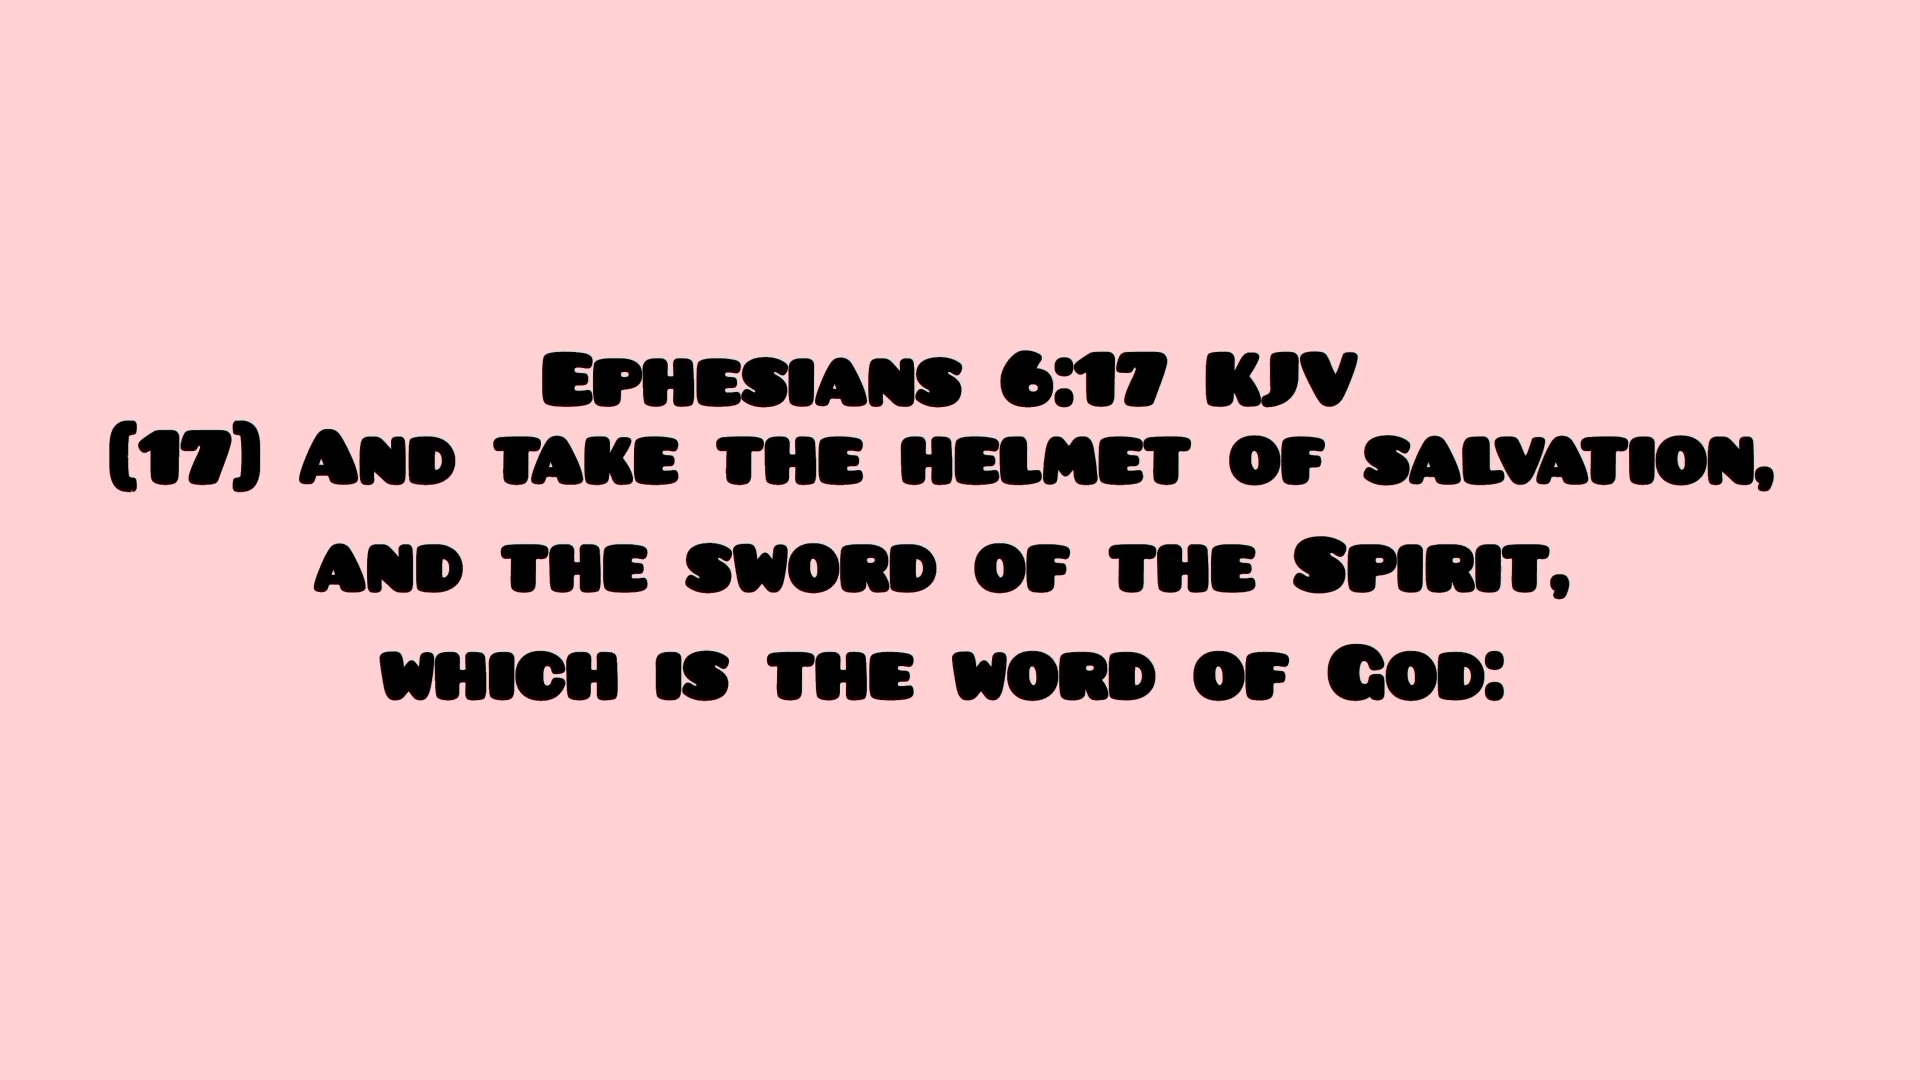 Ephesians 6:17 KJV
(17) And take the helmet of salvation,
and the sword of the Spirit,
which is the word of God: